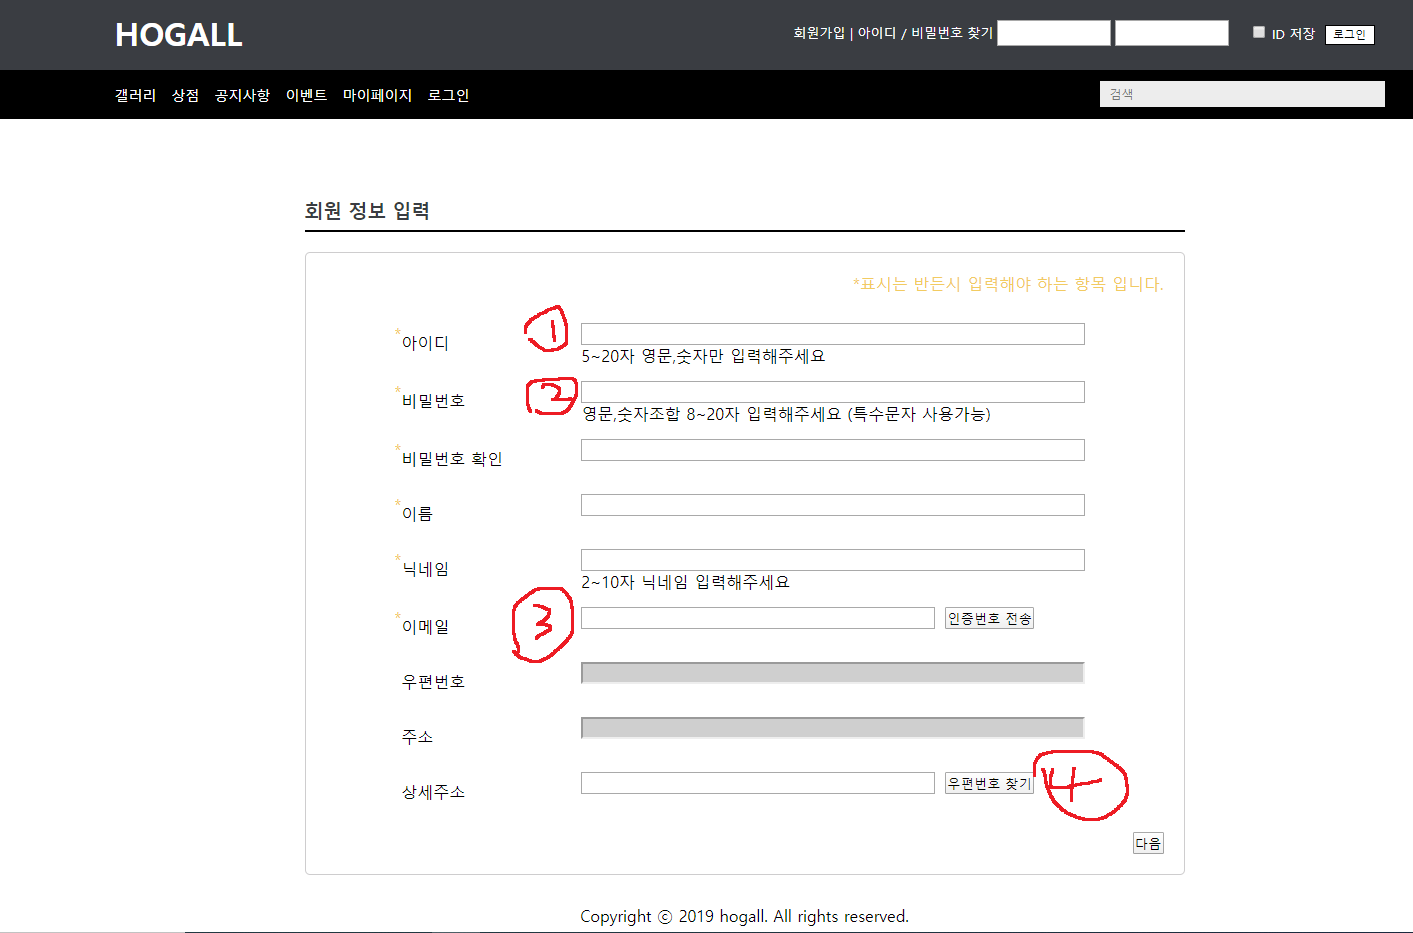 HOGALL
회원가입 | 아이디 / 비밀번호 찾기 ID 저장 로그인
갤러리 상점 공지사항 이벤트 마이페이지 로그인 검색
회원 정보 입력
*표시는 반든시 입력해야 하는 항목 입니다.
*아이디 1
5~20자 영문,숫자만 입력해주세요
*비밀번호 2
영문,숫자조합 8~20자 입력해주세요 (특수문자 사용가능)
*비밀번호 확인
*이름
*닉네임
2~10자 닉네임 입력해주세요
*이메일 3 인증번호 전송
우편번호
주소
상세주소 우편번호 찾기 4
다음
Copyright ⓒ 2019 hogall. All rights reserved.